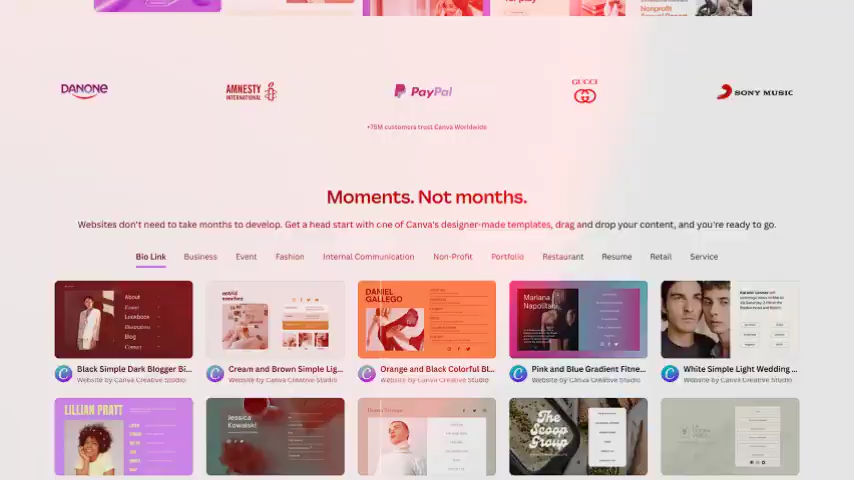 Nonprofit
DANONE
AMNESTY
INTERNATIONAL
PayPal
GUCCI
SONY MUSIC
+75M customers trust Canva Worldwide
Moments. Not months.
Websites don't need to take months to develop. Get a head start with one of Canva's designer-made templates, drag and drop your content, and you're ready to go.
Bio Link Business Event Fashion Internal Communication Non-Profit Portfolio Restaurant Resume Retail Service
About
Lookbook
Blog
DANIEL
GALLEGO
Mariana
Napolitani
Black Simple Dark Blogger Bi...
Website by Canva Creative Studio
Cream and Brown Simple Lig...
Website by Canva Creative Studio
Orange and Black Colorful Bl...
Website by Canva Creative Studio
Pink and Blue Gradient Fitne...
Website by Canva Creative Studio
White Simple Light Wedding ...
Website by Canva Creative Studio
LILLIAN PRATT
Jessica
Kowalski
The
Scoop
Group